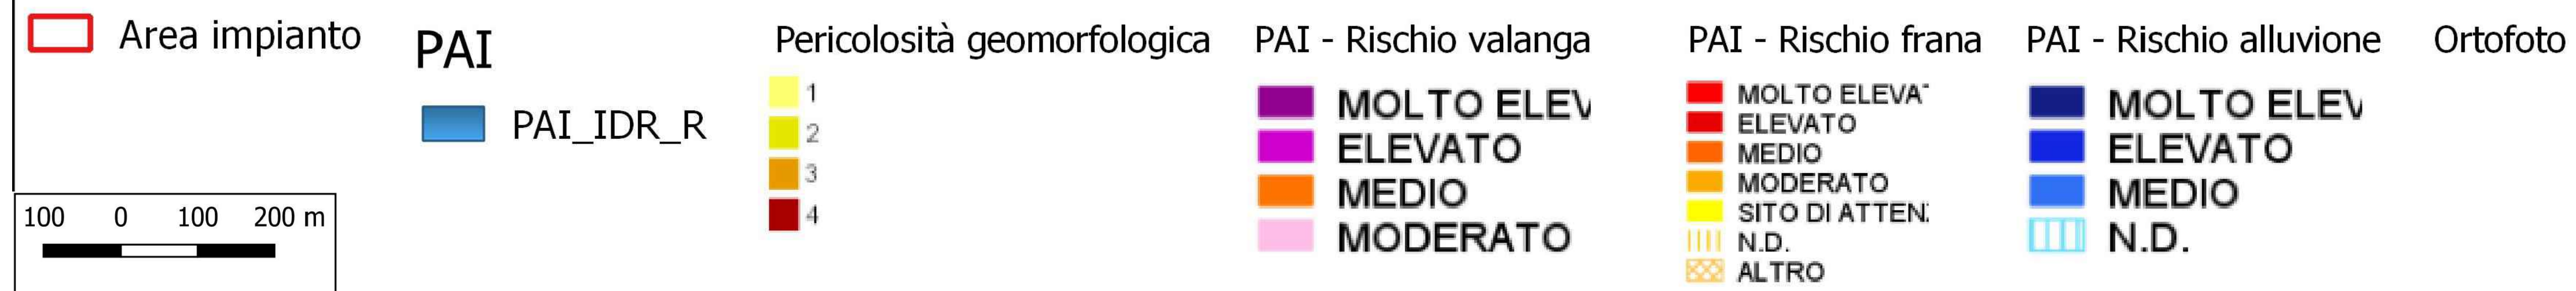 Area impianto
100 0 100 200 m
PAI
PAI_IDR_R
Pericolosità geomorfologica
1
2
3
4
PAI - Rischio valanga
MOLTO ELEV
ELEVATO
MEDIO
MODERATO
PAI - Rischio frana
MOLTO ELEVAT
ELEVATO
MEDIO
MODERATO
SITO DI ATTEN
N.D.
ALTRO
PAI - Rischio alluvione
MOLTO ELEV
ELEVATO
MEDIO
N.D.
Ortofoto